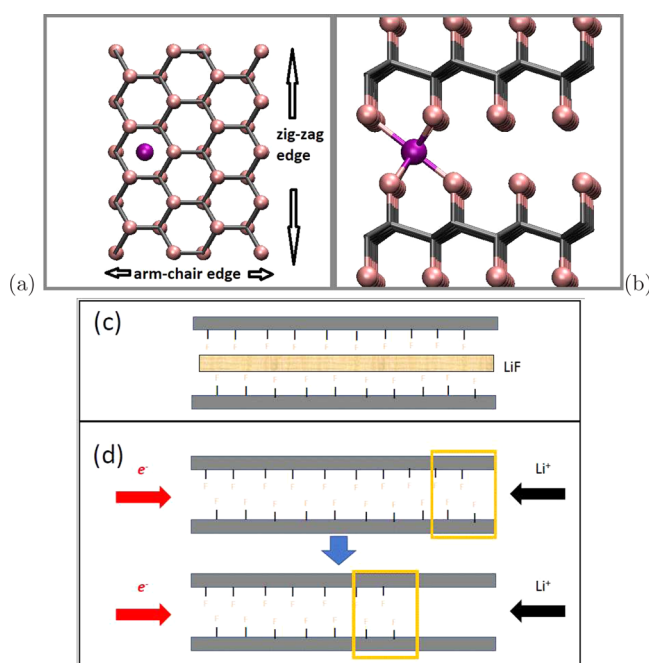 zig-zag
edge
arm-chair edge
(a)
(b)
(c)
LiF
(d)
e⁻
Li⁺
e⁻
Li⁺